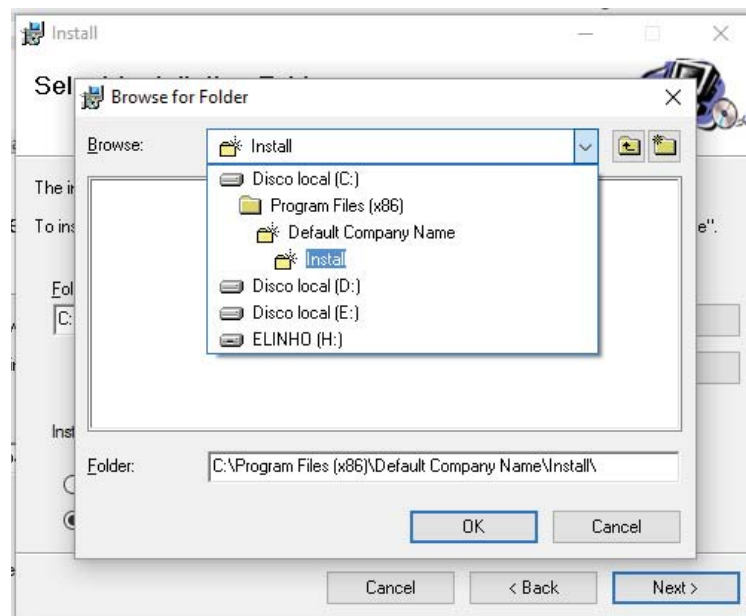 Install
Sel
Browse for Folder
Browse:
Install
Disco local (C:)
Program Files (x86)
Default Company Name
Install
Disco local (D:)
Disco local (E:)
ELINHO (H:)
The i
To ins
e".
Fol
C:
Inst
Folder:
C:\Program Files (x86)\Default Company Name\Install\
OK
Cancel
Cancel
< Back
Next >